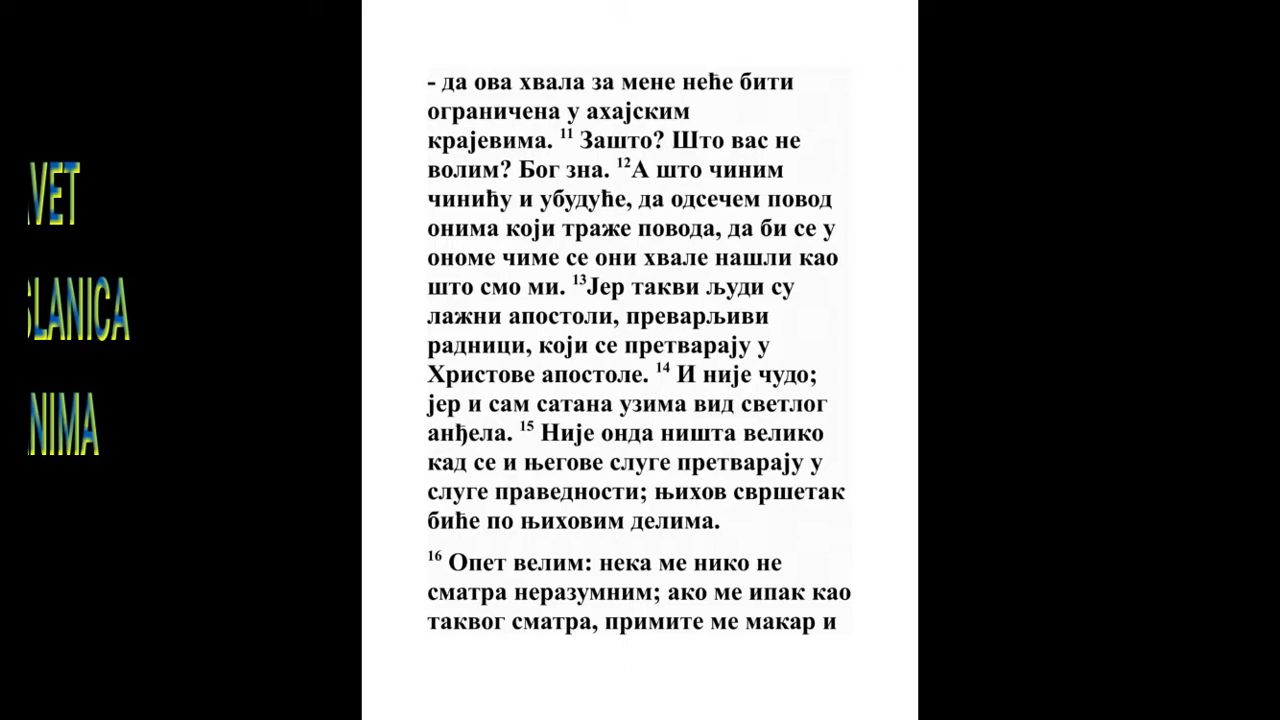 VET
SLANICA
NIMA
- да ова хвала за мене неће бити
ограничена у ахајским
крајевима. 11 Зашто? Што вас не
волим? Бог зна. 12А што чиним
чинићу и убудуће, да одсечем повод
онима који траже повода, да би се у
ономе чиме се они хвале нашли као
што смо ми. 13Јер такви људи су
лажни апостоли, преварљиви
радници, који се претварају у
Христове апостоле. 14 И није чудо;
јер и сам сатана узима вид светлог
анђела. 15 Није онда ништа велико
кад се и његове слуге претварају у
слуге праведности; њихов свршетак
биће по њиховим делима.
16 Опет велим: нека ме нико не
сматра неразумним; ако ме ипак као
таквог сматра, примите ме макар и